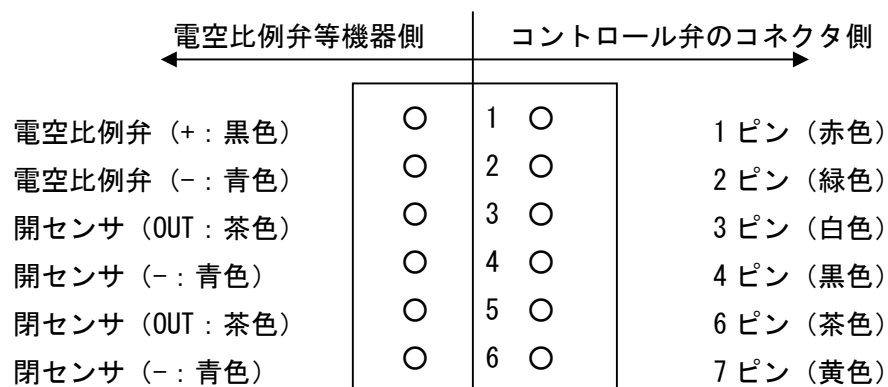 電空比例弁等機器側 コントロール弁のコネクタ側
電空比例弁（+：黒色） ○ 1 ○ 1ピン（赤色）
電空比例弁（−：青色） ○ 2 ○ 2ピン（緑色）
開センサ（OUT：茶色） ○ 3 ○ 3ピン（白色）
開センサ（−：青色） ○ 4 ○ 4ピン（黒色）
閉センサ（OUT：茶色） ○ 5 ○ 6ピン（茶色）
閉センサ（−：青色） ○ 6 ○ 7ピン（黄色）